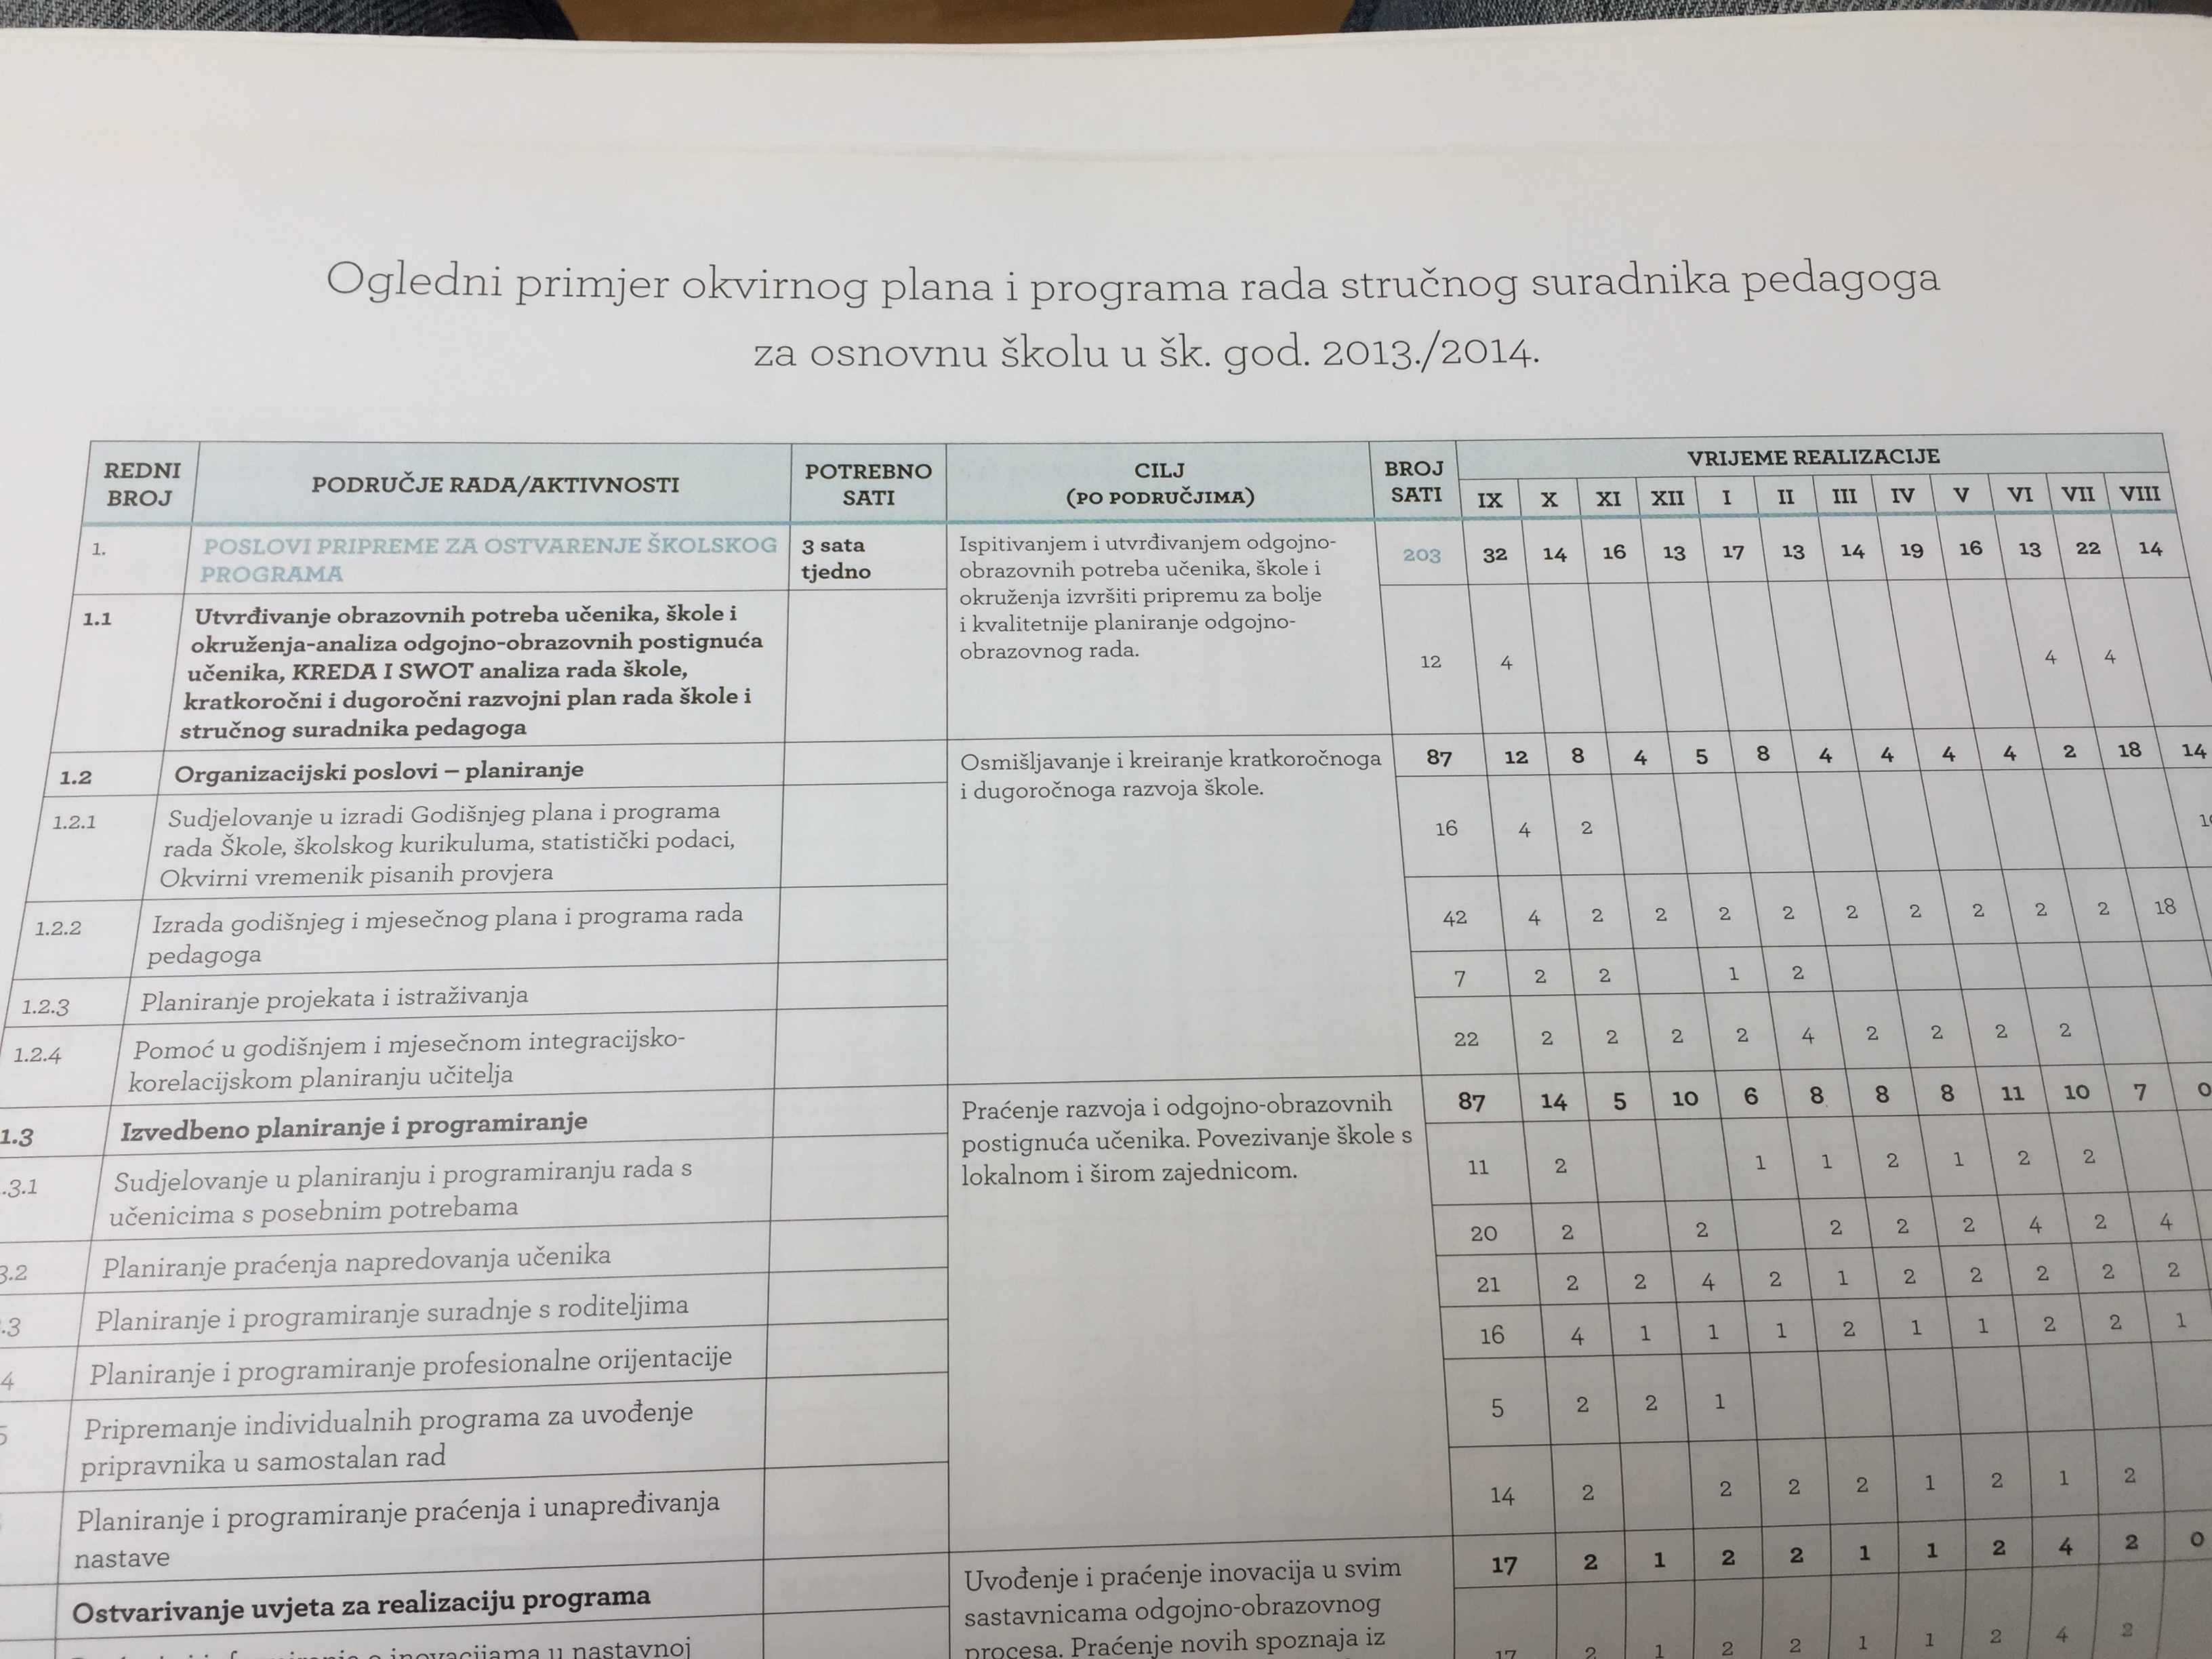 Ogledni primjer okvirnog plana i programa rada stručnog suradnika pedagoga
za osnovnu školu u šk. god. 2013./2014.
REDNI
BROJ
PODRUČJE RADA/AKTIVNOSTI
POTREBNO
SATI
CILJ
(PO PODRUČJIMA)
BROJ
SATI
VRIJEME REALIZACIJE
IX X XI XII I II III IV V VI VII VIII
1.
POSLOVI PRIPREME ZA OSTVARENJE ŠKOLSKOG
PROGRAMA
3 sata
tjedno
Ispitivanjem i utvrđivanjem odgojno-
obrazovnih potreba učenika, škole i
okruženja izvršiti pripremu za bolje
i kvalitetnije planiranje odgojno-
obrazovnog rada.
203 32 14 16 13 17 13 14 19 16 13 22 14
1.1
Utvrđivanje obrazovnih potreba učenika, škole i
okruženja-analiza odgojno-obrazovnih postignuća
učenika, KREDA I SWOT analiza rada škole,
kratkoročni i dugoročni razvojni plan rada škole i
stručnog suradnika pedagoga
12 4 4 4
1.2
Organizacijski poslovi – planiranje
Osmišljavanje i kreiranje kratkoročnoga
i dugoročnoga razvoja škole.
87 12 8 4 5 8 4 4 4 4 2 18 14
1.2.1
Sudjelovanje u izradi Godišnjeg plana i programa
rada Škole, školskog kurikuluma, statistički podaci,
Okvirni vremenik pisanih provjera
16 4 2
1.2.2
Izrada godišnjeg i mjesečnog plana i programa rada
pedagoga
42 4 2 2 2 2 2 2 2 2 2 2 18
1.2.3
Planiranje projekata i istraživanja
7 2 2 1 2
1.2.4
Pomoć u godišnjem i mjesečnom integracijsko-
korelacijskom planiranju učitelja
22 2 2 2 2 4 2 2 2 2
1.3
Izvedbeno planiranje i programiranje
Praćenje razvoja i odgojno-obrazovnih
postignuća učenika. Povezivanje škole s
lokalnom i širom zajednicom.
87 14 5 10 6 8 8 8 11 10 7 0
.3.1
Sudjelovanje u planiranju i programiranju rada s
učenicima s posebnim potrebama
11 2 1 1 2 1 2 2
3.2
Planiranje praćenja napredovanja učenika
20 2 2 2 2 2 4 2 4
.3
Planiranje i programiranje suradnje s roditeljima
21 2 2 4 2 1 2 2 2 2 2
4
Planiranje i programiranje profesionalne orijentacije
16 4 1 1 1 2 1 1 2 2 1
5
Pripremanje individualnih programa za uvođenje
pripravnika u samostalan rad
5 2 2 1
Planiranje i programiranje praćenja i unapređivanja
nastave
14 2 2 2 2 1 2 1 2
Ostvarivanje uvjeta za realizaciju programa
Uvođenje i praćenje inovacija u svim
sastavnicama odgojno-obrazovnog
procesa. Praćenje novih spoznaja iz
17 2 1 2 2 1 1 2 4 2 0
inovacijama u nastavnoj
17 2 1 2 2 1 1 2 4 2